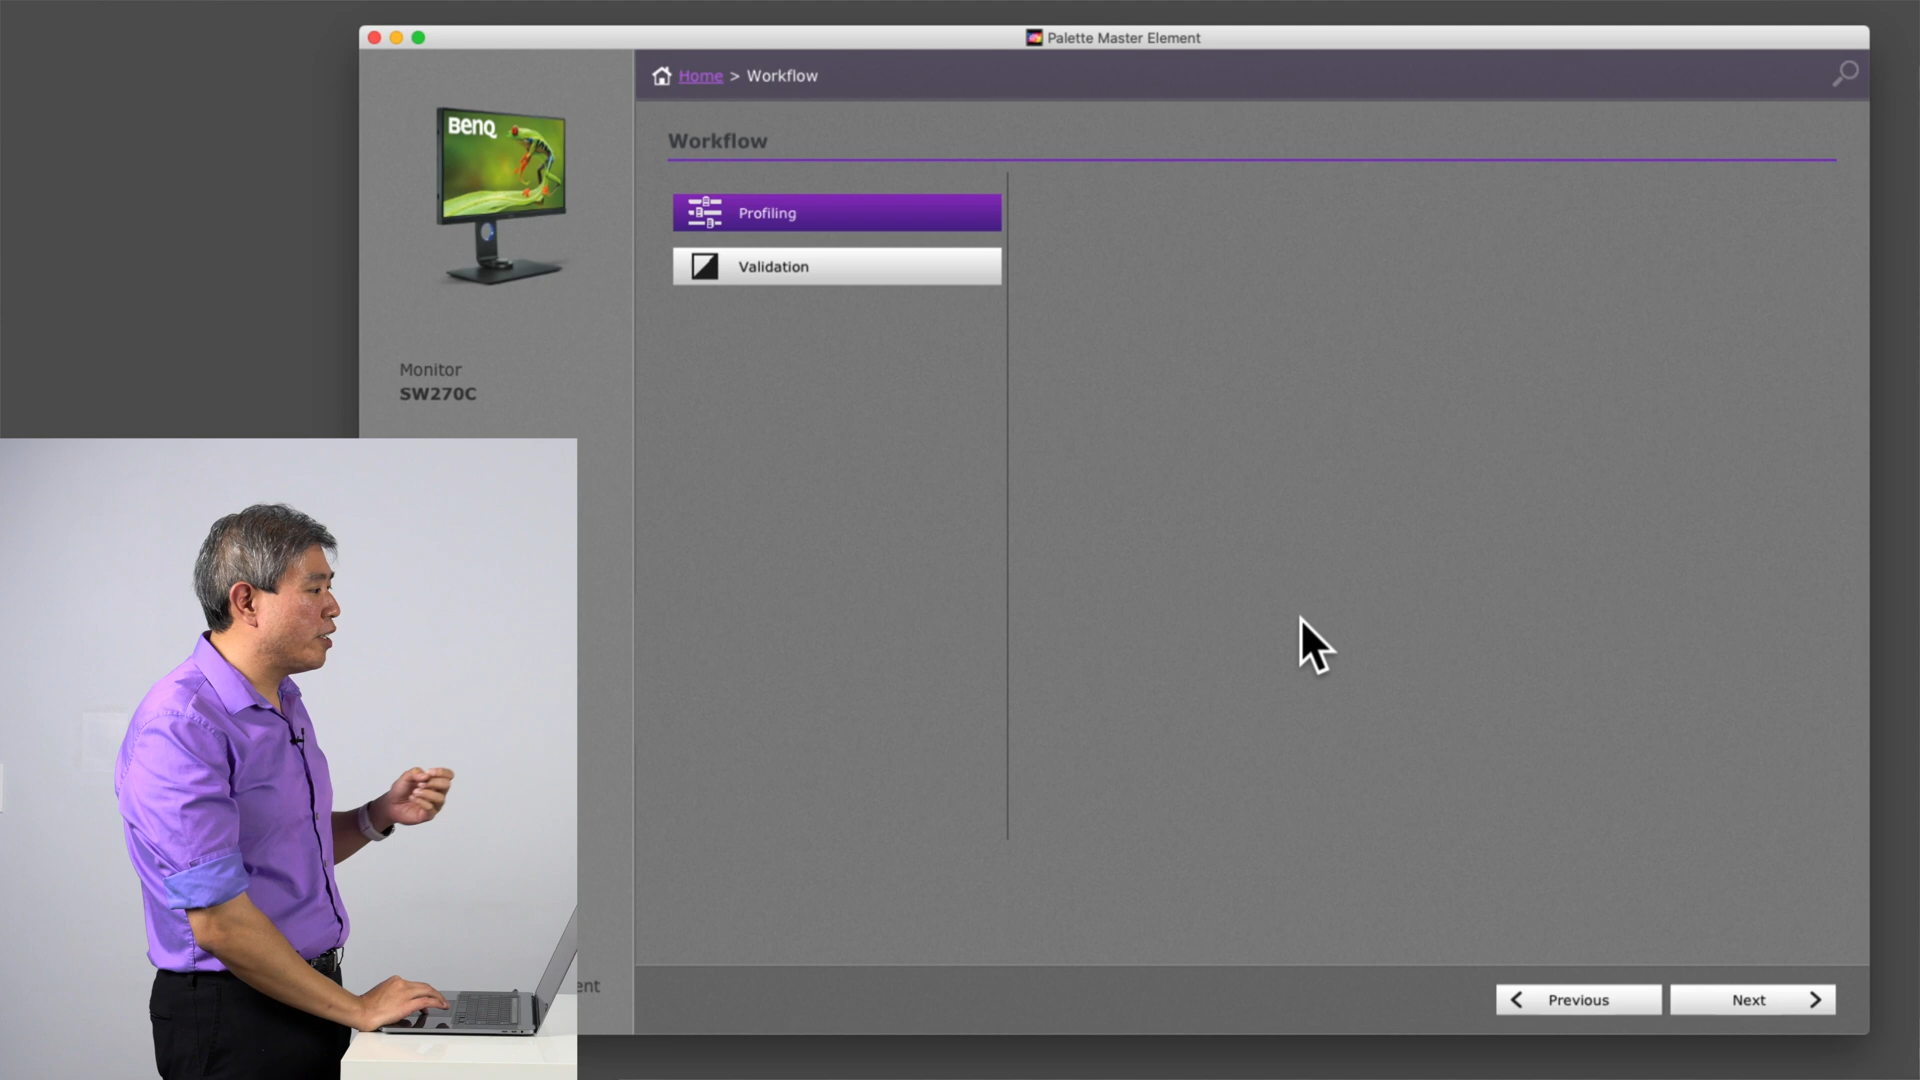 Palette Master Element
Home > Workflow
BenQ
Workflow
Profiling
Validation
Monitor
SW270C
ent
Previous
Next